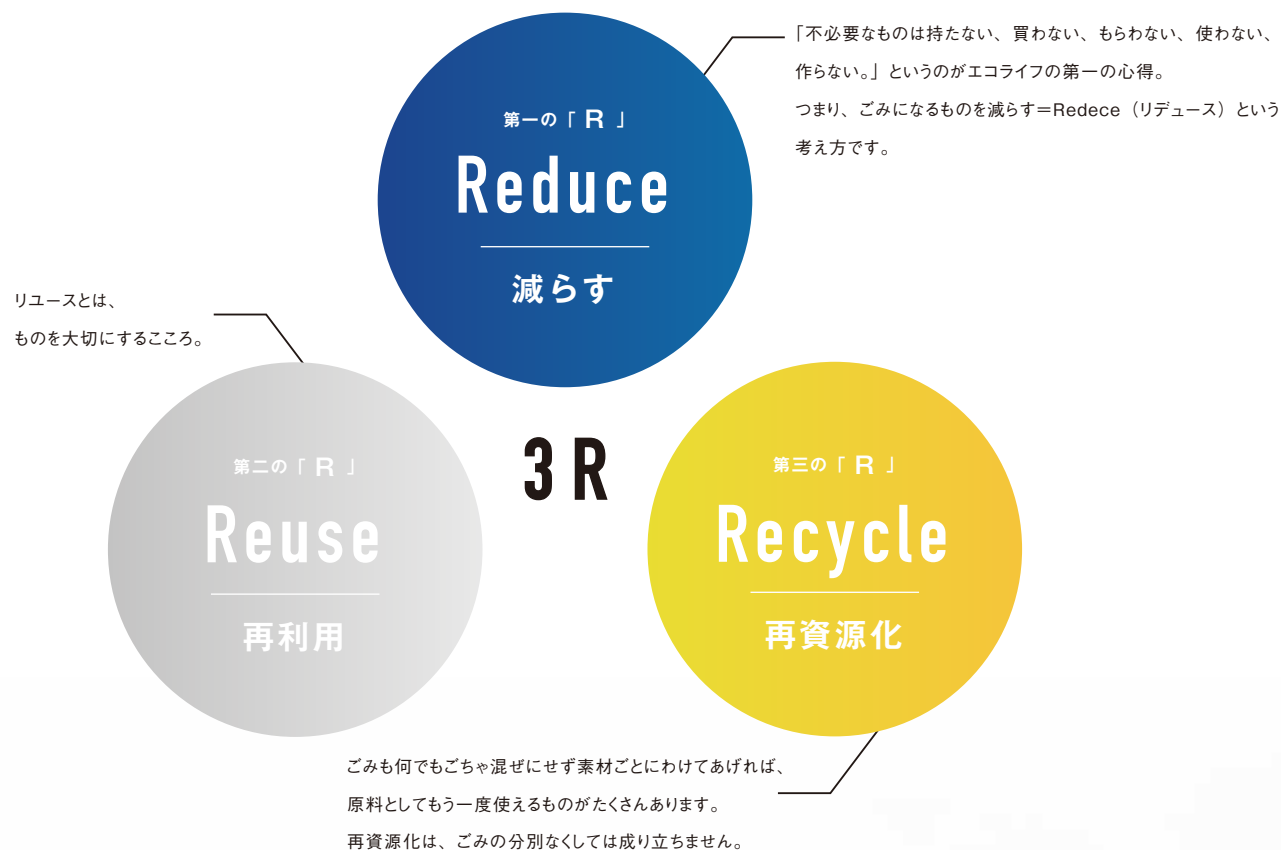 「不必要なものは持たない、買わない、もらわない、使わない、
作らない。」というのがエコライフの第一の心得。
つまり、ごみになるものを減らす＝Redece（リデュース）という
考え方です。
第一の「 R 」
Reduce
減らす
リユースとは、
ものを大切にするこころ。
3R
第二の「 R 」
Reuse
再利用
第三の「 R 」
Recycle
再資源化
ごみも何でもごちゃ混ぜにせず素材ごとにわけてあげれば、
原料としてもう一度使えるものがたくさんあります。
再資源化は、ごみの分別なくしては成り立ちません。